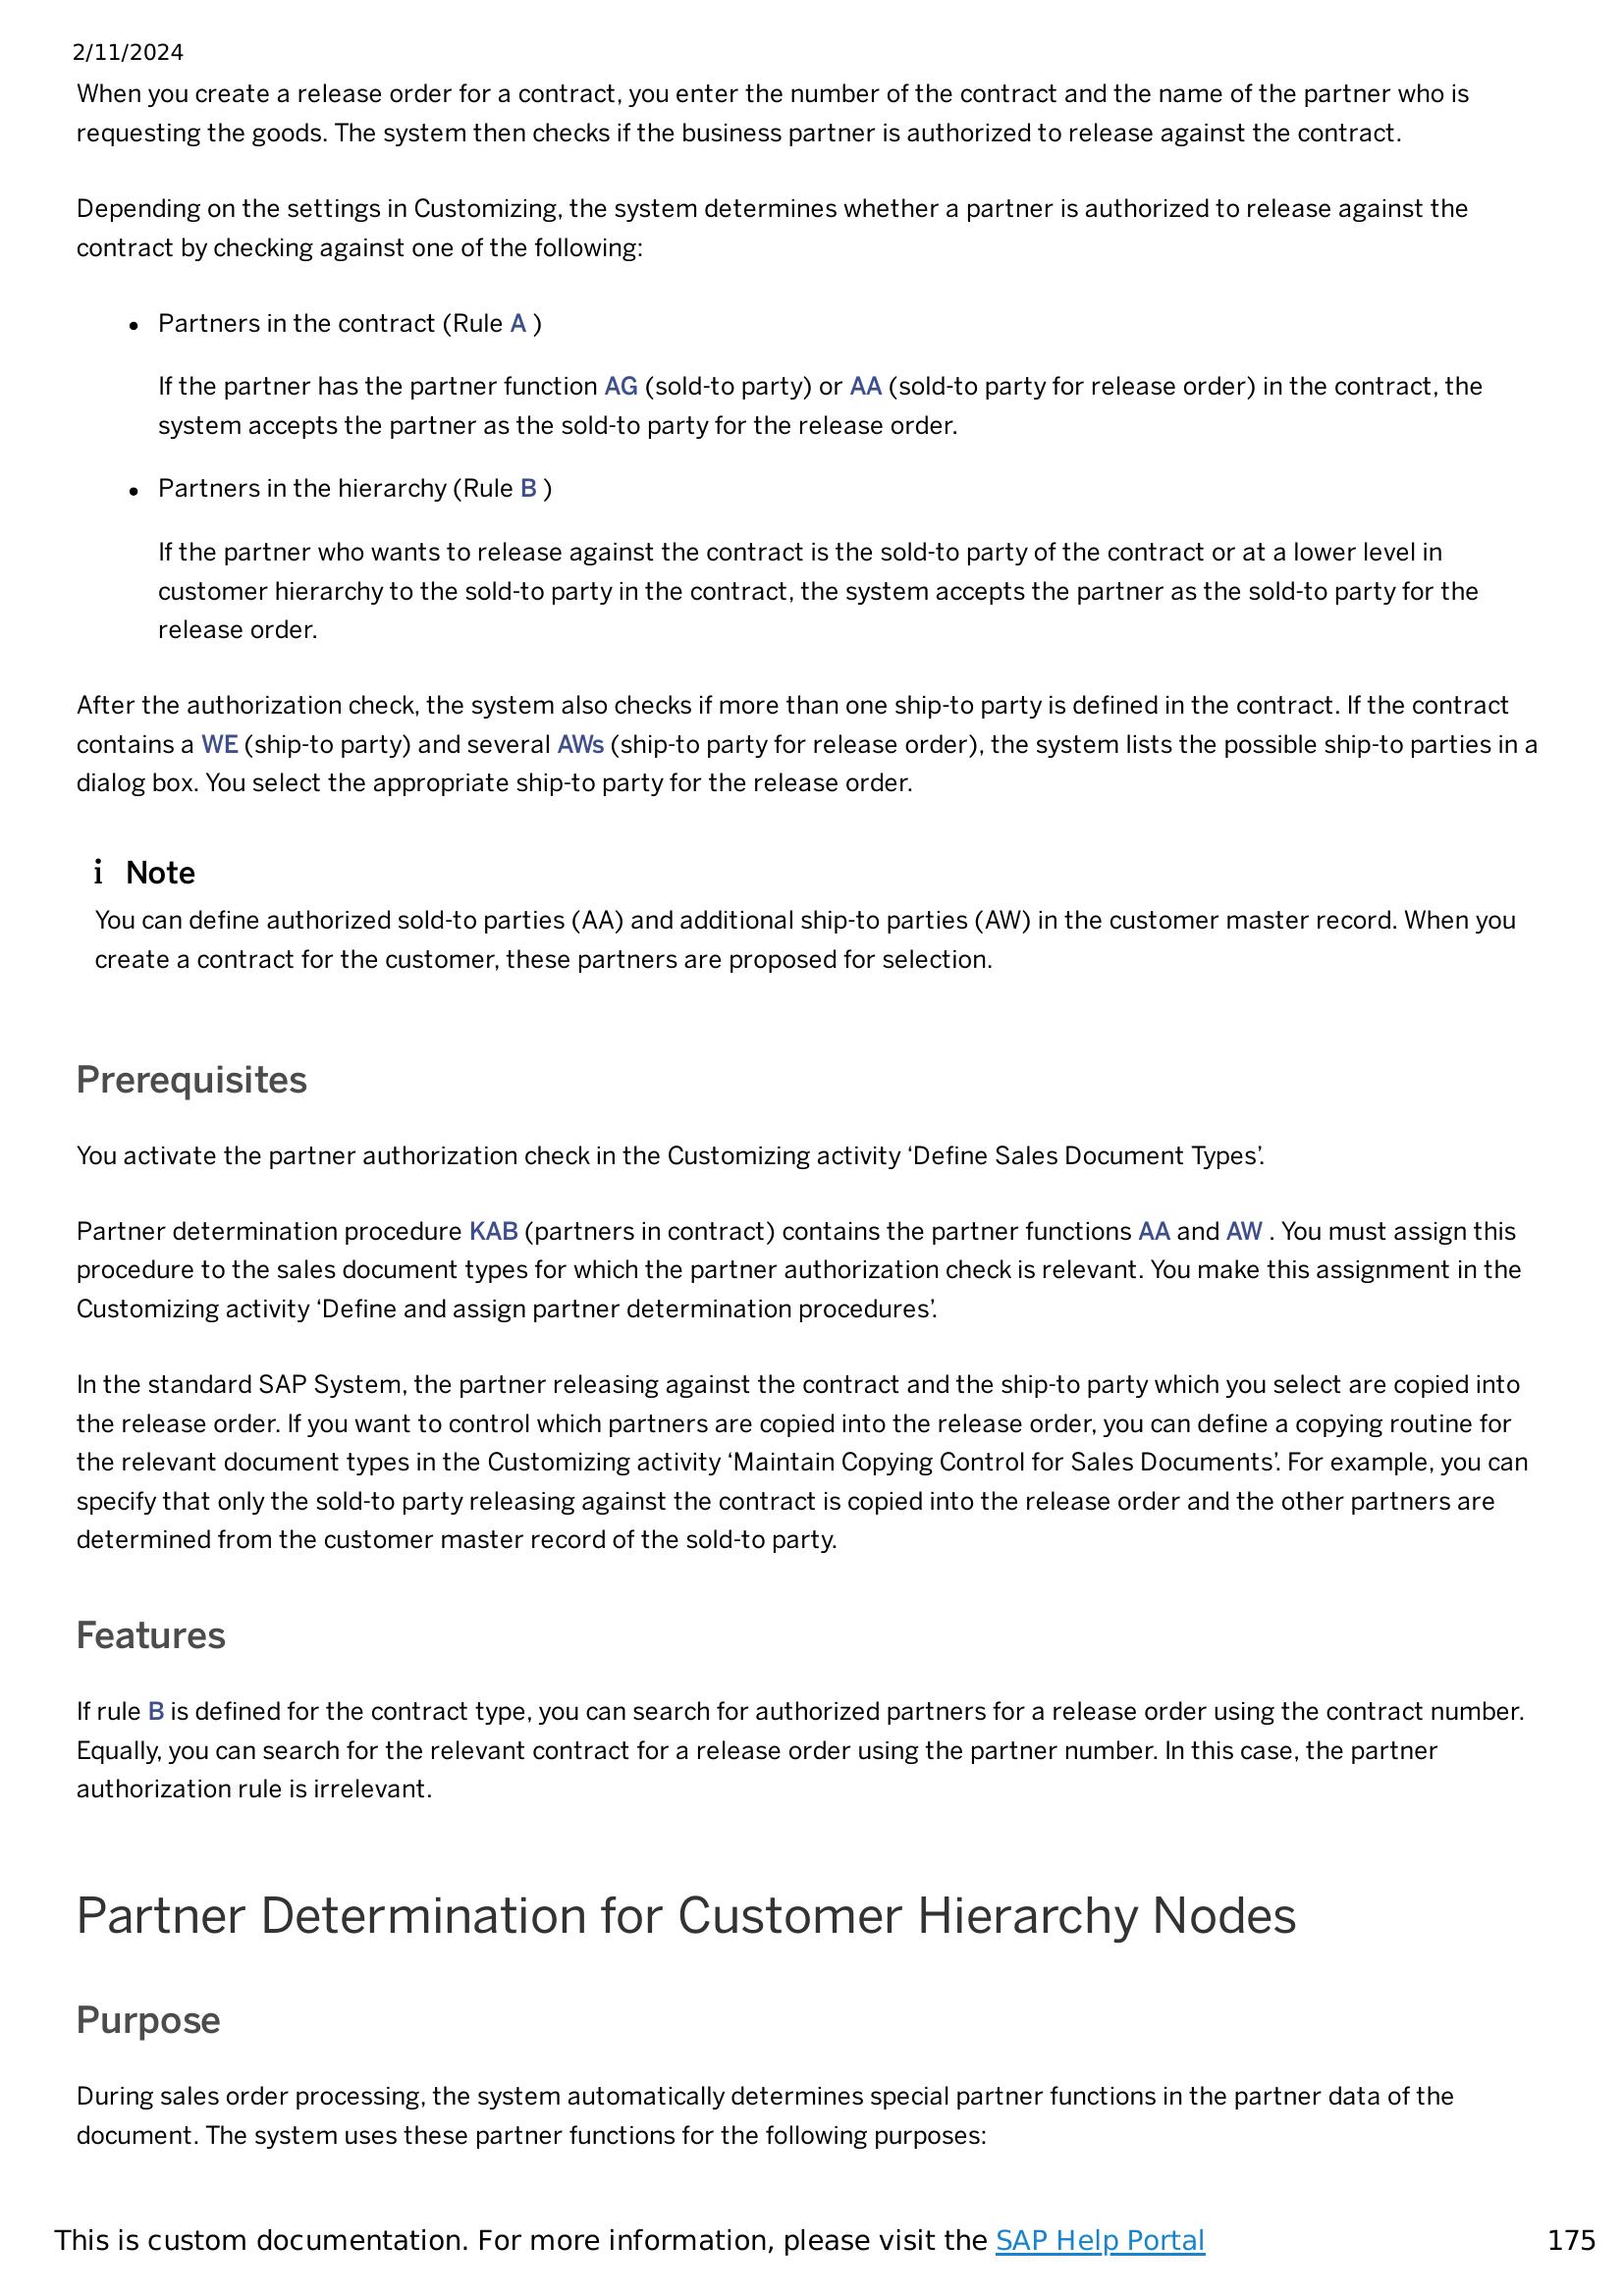 2/11/2024
When you create a release order for a contract, you enter the number of the contract and the name of the partner who is
requesting the goods. The system then checks if the business partner is authorized to release against the contract.
Depending on the settings in Customizing, the system determines whether a partner is authorized to release against the
contract by checking against one of the following:
• Partners in the contract (Rule A )
If the partner has the partner function AG (sold-to party) or AA (sold-to party for release order) in the contract, the
system accepts the partner as the sold-to party for the release order.
• Partners in the hierarchy (Rule B )
If the partner who wants to release against the contract is the sold-to party of the contract or at a lower level in
customer hierarchy to the sold-to party in the contract, the system accepts the partner as the sold-to party for the
release order.
After the authorization check, the system also checks if more than one ship-to party is defined in the contract. If the contract
contains a WE (ship-to party) and several AWs (ship-to party for release order), the system lists the possible ship-to parties in a
dialog box. You select the appropriate ship-to party for the release order.
i Note
You can define authorized sold-to parties (AA) and additional ship-to parties (AW) in the customer master record. When you
create a contract for the customer, these partners are proposed for selection.
Prerequisites
You activate the partner authorization check in the Customizing activity ‘Define Sales Document Types’.
Partner determination procedure KAB (partners in contract) contains the partner functions AA and AW . You must assign this
procedure to the sales document types for which the partner authorization check is relevant. You make this assignment in the
Customizing activity ‘Define and assign partner determination procedures’.
In the standard SAP System, the partner releasing against the contract and the ship-to party which you select are copied into
the release order. If you want to control which partners are copied into the release order, you can define a copying routine for
the relevant document types in the Customizing activity ‘Maintain Copying Control for Sales Documents’. For example, you can
specify that only the sold-to party releasing against the contract is copied into the release order and the other partners are
determined from the customer master record of the sold-to party.
Features
If rule B is defined for the contract type, you can search for authorized partners for a release order using the contract number.
Equally, you can search for the relevant contract for a release order using the partner number. In this case, the partner
authorization rule is irrelevant.
Partner Determination for Customer Hierarchy Nodes
Purpose
During sales order processing, the system automatically determines special partner functions in the partner data of the
document. The system uses these partner functions for the following purposes:
This is custom documentation. For more information, please visit the SAP Help Portal 175